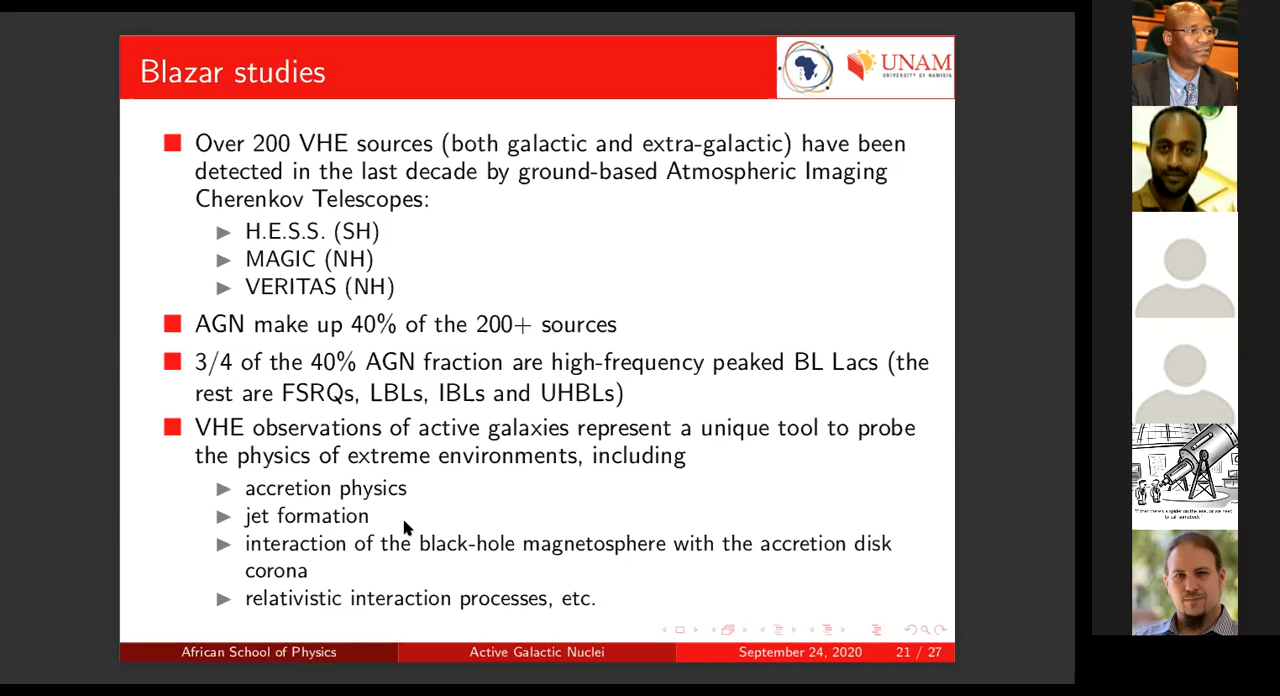 Blazar studies
UNAM
UNIVERSITY OF NAMIBIA
Over 200 VHE sources (both galactic and extra-galactic) have been
detected in the last decade by ground-based Atmospheric Imaging
Cherenkov Telescopes:
H.E.S.S. (SH)
MAGIC (NH)
VERITAS (NH)
AGN make up 40% of the 200+ sources
3/4 of the 40% AGN fraction are high-frequency peaked BL Lacs (the
rest are FSRQs, LBLs, IBLs and UHBLs)
VHE observations of active galaxies represent a unique tool to probe
the physics of extreme environments, including
accretion physics
jet formation
interaction of the black-hole magnetosphere with the accretion disk
corona
relativistic interaction processes, etc.
African School of Physics
Active Galactic Nuclei
September 24, 2020
21 / 27